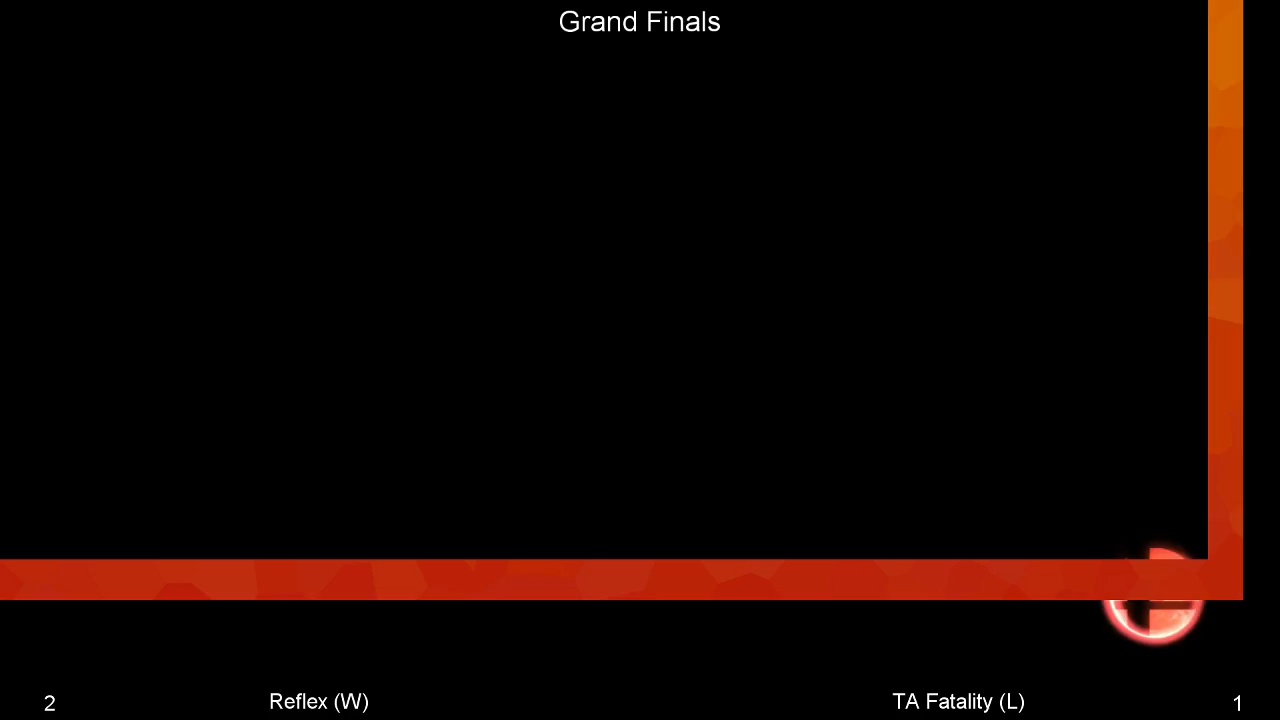 Grand Finals
2
Reflex (W)
TA Fatality (L)
1